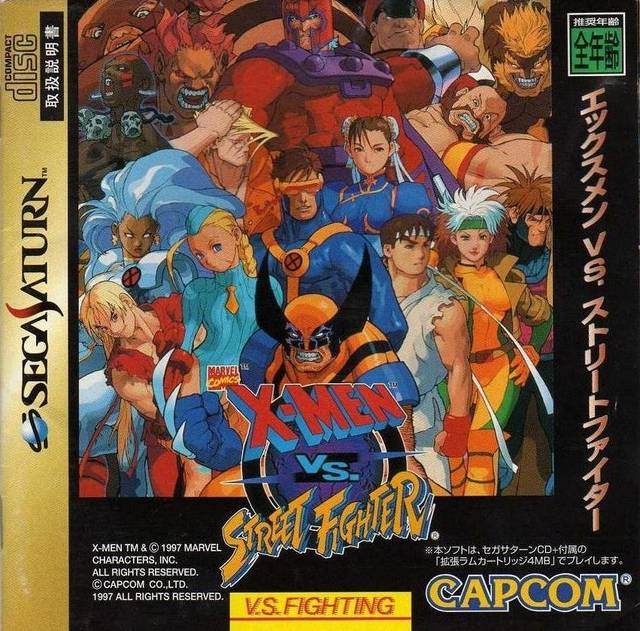 COMPACT
disc
取扱説明書
SEGA SATURN™
推奨年齢
全年齢
エックスメン VS. ストリートファイター
MARVEL
COMICS™
X-MEN™
VS.
STREET FIGHTER®
X-MEN TM & © 1997 MARVEL
CHARACTERS, INC.
ALL RIGHTS RESERVED.
© CAPCOM CO.,LTD.
1997 ALL RIGHTS RESERVED.
V.S. FIGHTING
※本ソフトは、セガサターンCD+付属の
「拡張ラムカートリッジ4MB」でプレイします。
CAPCOM®